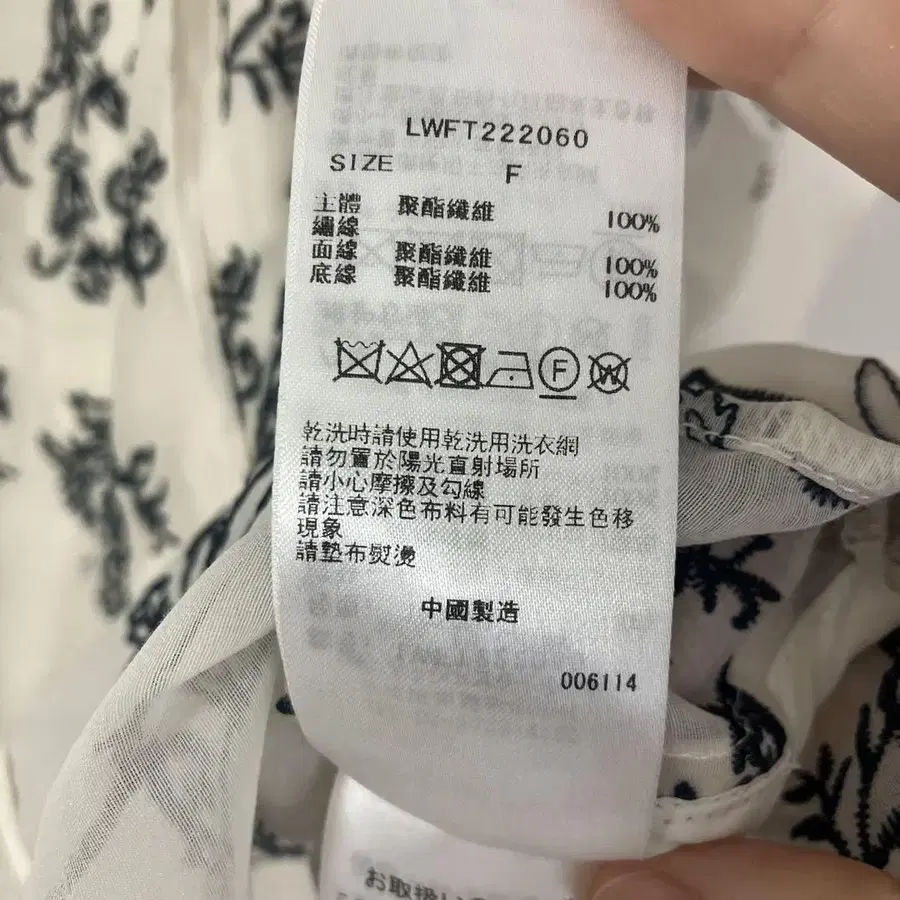 LWFT222060
SIZE F
主體 聚酯纖維 100%
繡線
面線 聚酯纖維 100%
底線 聚酯纖維 100%
F W
乾洗時請使用乾洗用洗衣網
請勿置於陽光直射場所
請小心摩擦及勾線
請注意深色布料有可能發生色移
現象
請墊布熨燙
中國製造
006114
お取扱い